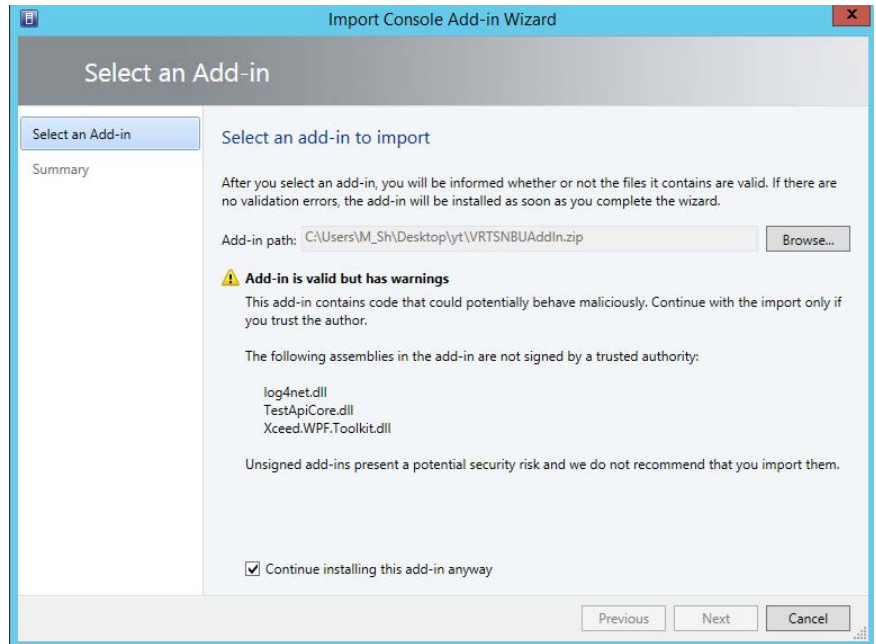 Import Console Add-in Wizard
x
Select an Add-in
Select an Add-in
Summary
Select an add-in to import
After you select an add-in, you will be informed whether or not the files it contains are valid. If there are
no validation errors, the add-in will be installed as soon as you complete the wizard.
Add-in path: C:\Users\M_Sh\Desktop\yt\VRTSNBUAddIn.zip Browse...
Add-in is valid but has warnings
This add-in contains code that could potentially behave maliciously. Continue with the import only if
you trust the author.
The following assemblies in the add-in are not signed by a trusted authority:
log4net.dll
TestApiCore.dll
Xceed.WPF.Toolkit.dll
Unsigned add-ins present a potential security risk and we do not recommend that you import them.
Continue installing this add-in anyway
Previous Next Cancel